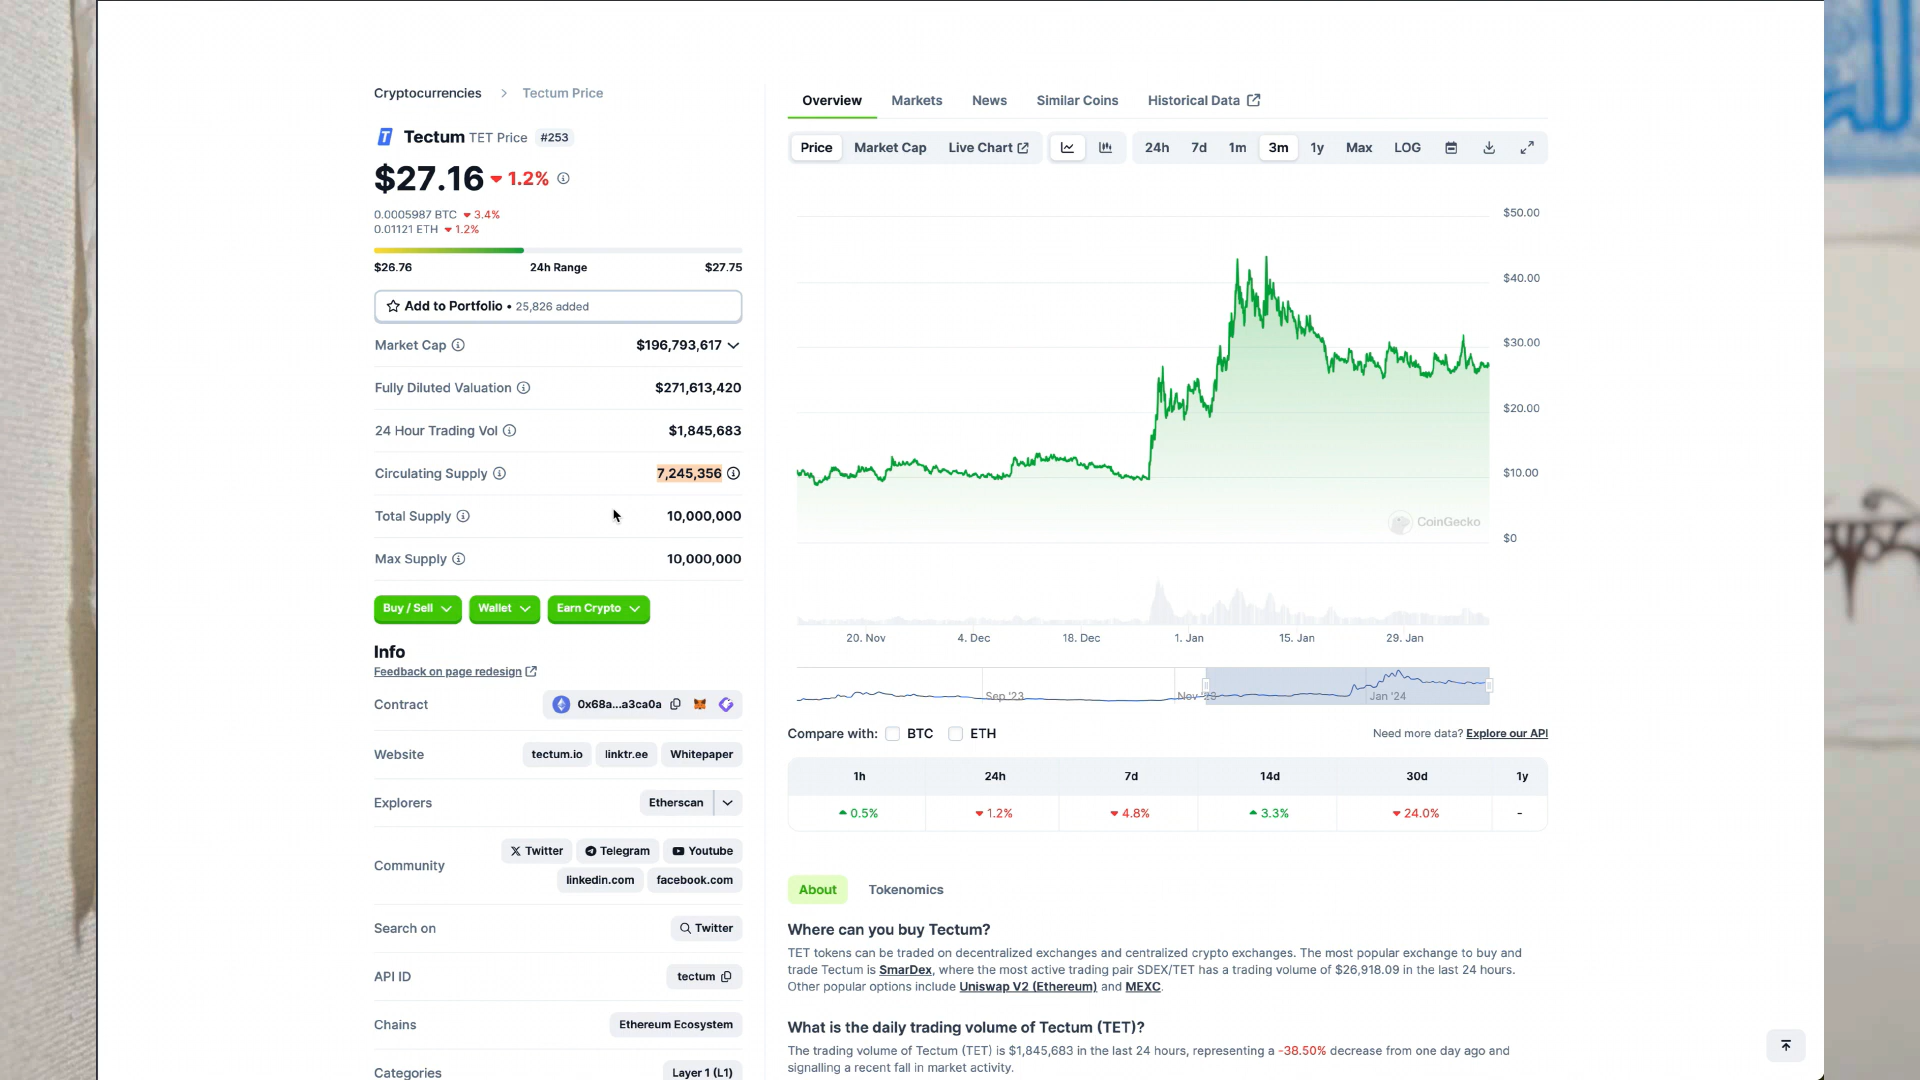 Cryptocurrencies > Tectum Price
Tectum TET Price #253
$27.16 1.2%
0.0005987 BTC 3.4%
0.01121 ETH 1.2%
$26.76 24h Range $27.75
Add to Portfolio • 25,826 added
Market Cap $196,793,617
Fully Diluted Valuation $271,613,420
24 Hour Trading Vol $1,845,683
Circulating Supply 7,245,356
Total Supply 10,000,000
Max Supply 10,000,000
Buy / Sell Wallet Earn Crypto
Info
Feedback on page redesign
Contract 0x68a...a3ca0a
Website tectum.io linktr.ee Whitepaper
Explorers Etherscan
Community Twitter Telegram Youtube
linkedin.com facebook.com
Search on Twitter
API ID tectum
Chains Ethereum Ecosystem
Categories Layer 1 (L1)
Overview Markets News Similar Coins Historical Data
Price Market Cap Live Chart 24h 7d 1m 3m 1y Max LOG
$50.00
$40.00
$30.00
$20.00
$10.00
CoinGecko
$0
20. Nov 4. Dec 18. Dec 1. Jan 15. Jan 29. Jan
Sep '23 Nov '23 Jan '24
Compare with: BTC ETH Need more data? Explore our API
1h 24h 7d 14d 30d 1y
0.5% 1.2% 4.8% 3.3% 24.0% -
About Tokenomics
Where can you buy Tectum?
TET tokens can be traded on decentralized exchanges and centralized crypto exchanges. The most popular exchange to buy and
trade Tectum is SmarDex, where the most active trading pair SDEX/TET has a trading volume of $26,918.09 in the last 24 hours.
Other popular options include Uniswap V2 (Ethereum) and MEXC.
What is the daily trading volume of Tectum (TET)?
The trading volume of Tectum (TET) is $1,845,683 in the last 24 hours, representing a -38.50% decrease from one day ago and
signalling a recent fall in market activity.